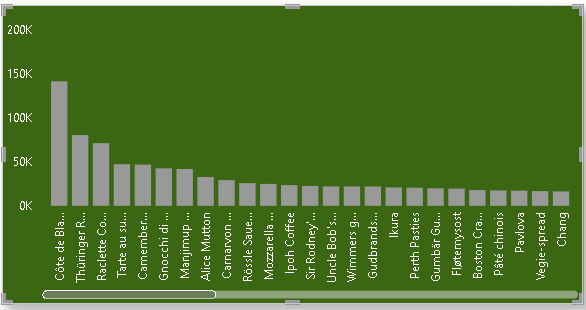 200K
150K
100K
50K
0K
Côte de Bla...
Thüringer R...
Raclette Co...
Tarte au su...
Camember...
Gnocchi di ...
Manjimup ...
Alice Mutton
Carnarvon ...
Rössle Saue...
Mozzarella ...
Ipoh Coffee
Sir Rodney'...
Uncle Bob's...
Wimmers g...
Gudbrands...
Ikura
Perth Pasties
Gumbär Gu...
Fløtemysost
Boston Cra...
Pâté chinois
Pavlova
Vegie-spread
Chang